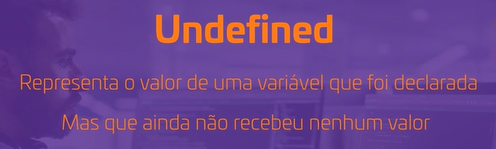 Undefined
Representa o valor de uma variável que foi declarada
Mas que ainda não recebeu nenhum valor